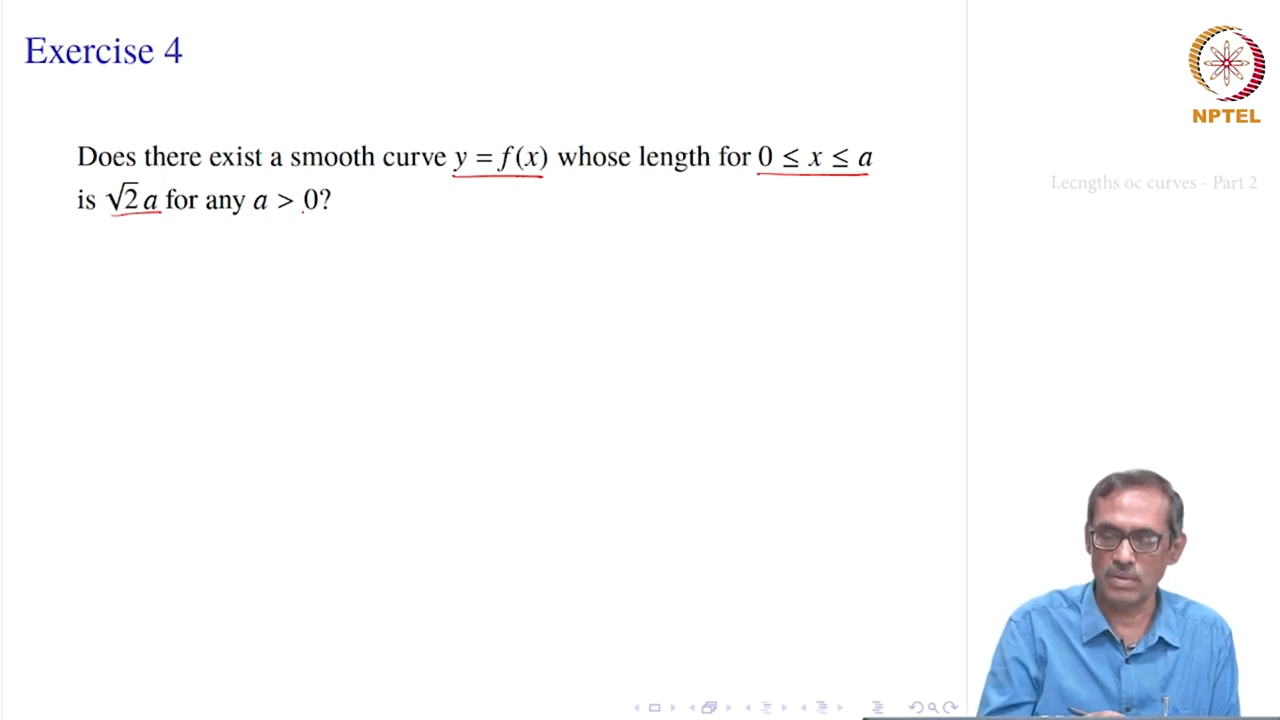 Exercise 4
NPTEL
Does there exist a smooth curve y = f(x) whose length for 0 ≤ x ≤ a
is √2 a for any a > 0?
Lecngths oc curves - Part 2